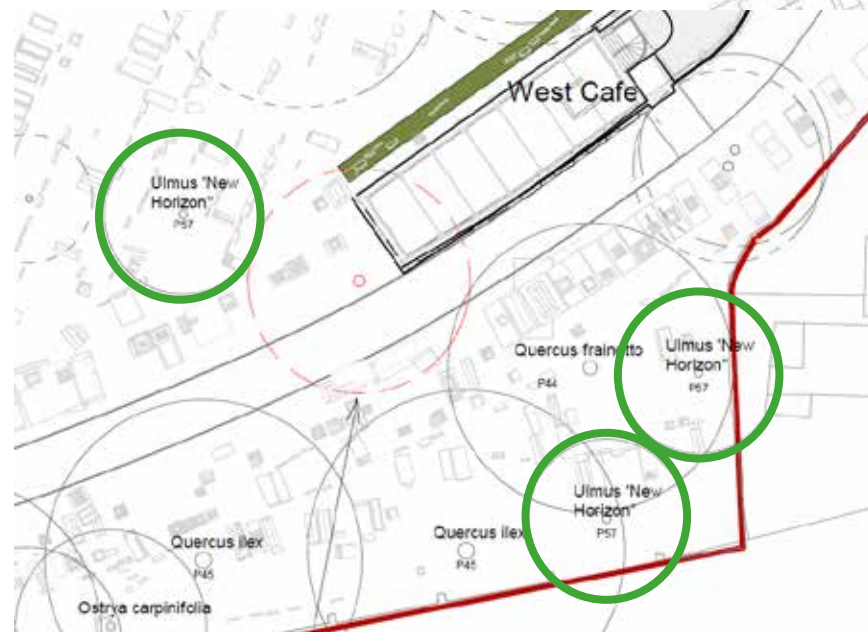 West Cafe
Ulmus "New
Horizon"
P57
Quercus frainetto
P44
Ulmus "New
Horizon"
P57
Ulmus "New
Horizon"
P57
Quercus ilex
P45
Quercus ilex
P45
Ostrya carpinifolia